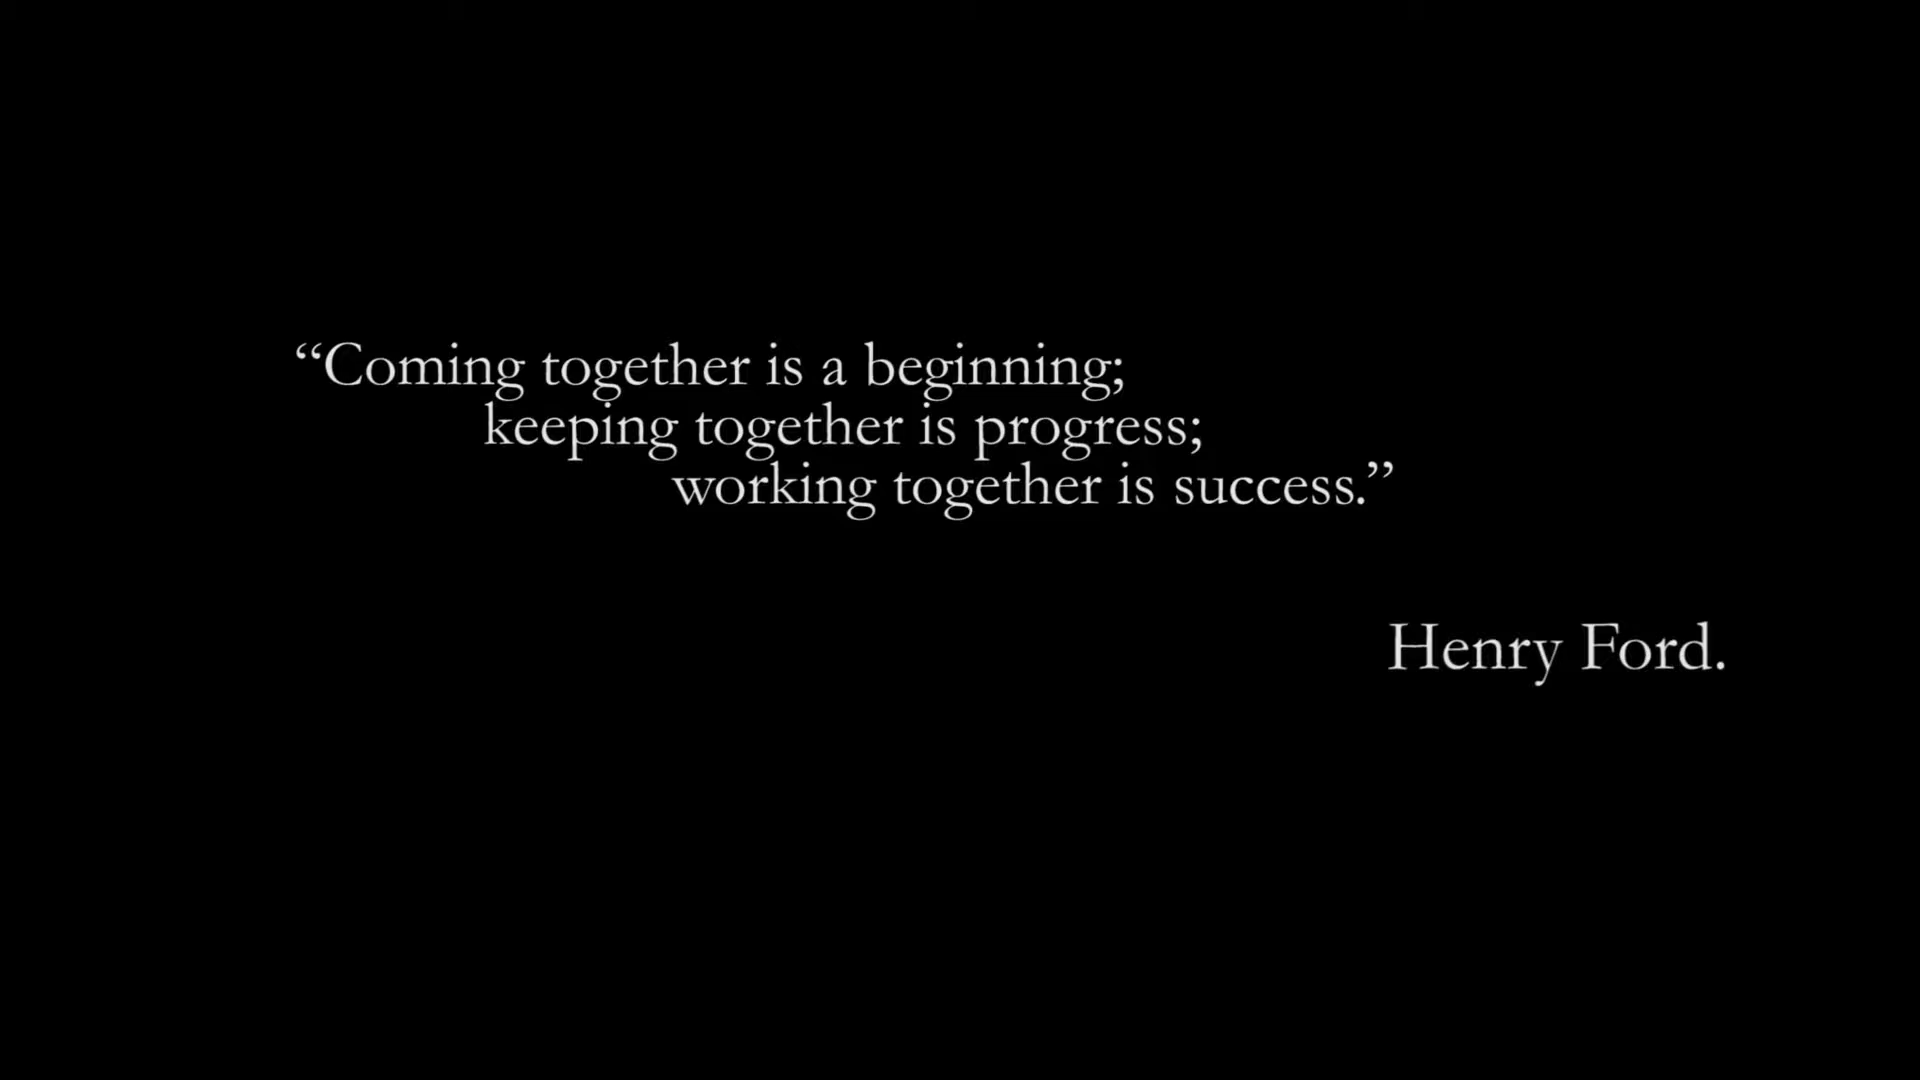 “Coming together is a beginning;
keeping together is progress;
working together is success.”
Henry Ford.